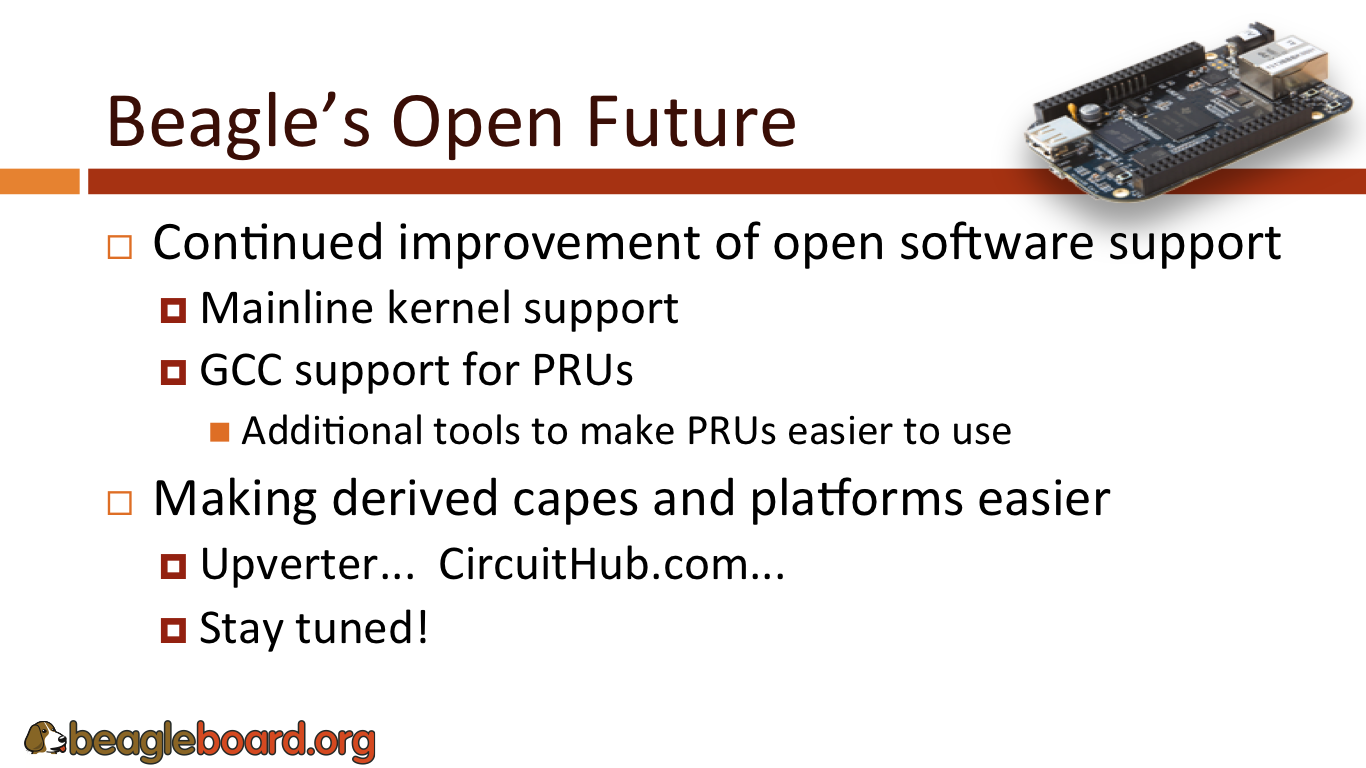 Beagle’s Open Future
Continued improvement of open software support
Mainline kernel support
GCC support for PRUs
Additional tools to make PRUs easier to use
Making derived capes and platforms easier
Upverter... CircuitHub.com...
Stay tuned!
beagleboard.org